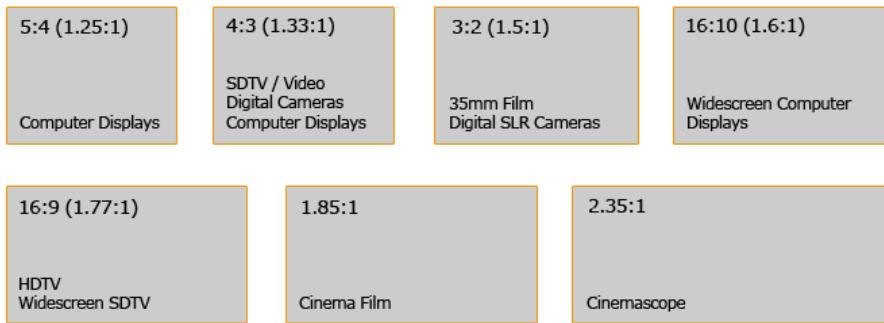 5:4 (1.25:1)
Computer Displays
4:3 (1.33:1)
SDTV / Video
Digital Cameras
Computer Displays
3:2 (1.5:1)
35mm Film
Digital SLR Cameras
16:10 (1.6:1)
Widescreen Computer
Displays
16:9 (1.77:1)
HDTV
Widescreen SDTV
1.85:1
Cinema Film
2.35:1
Cinemascope